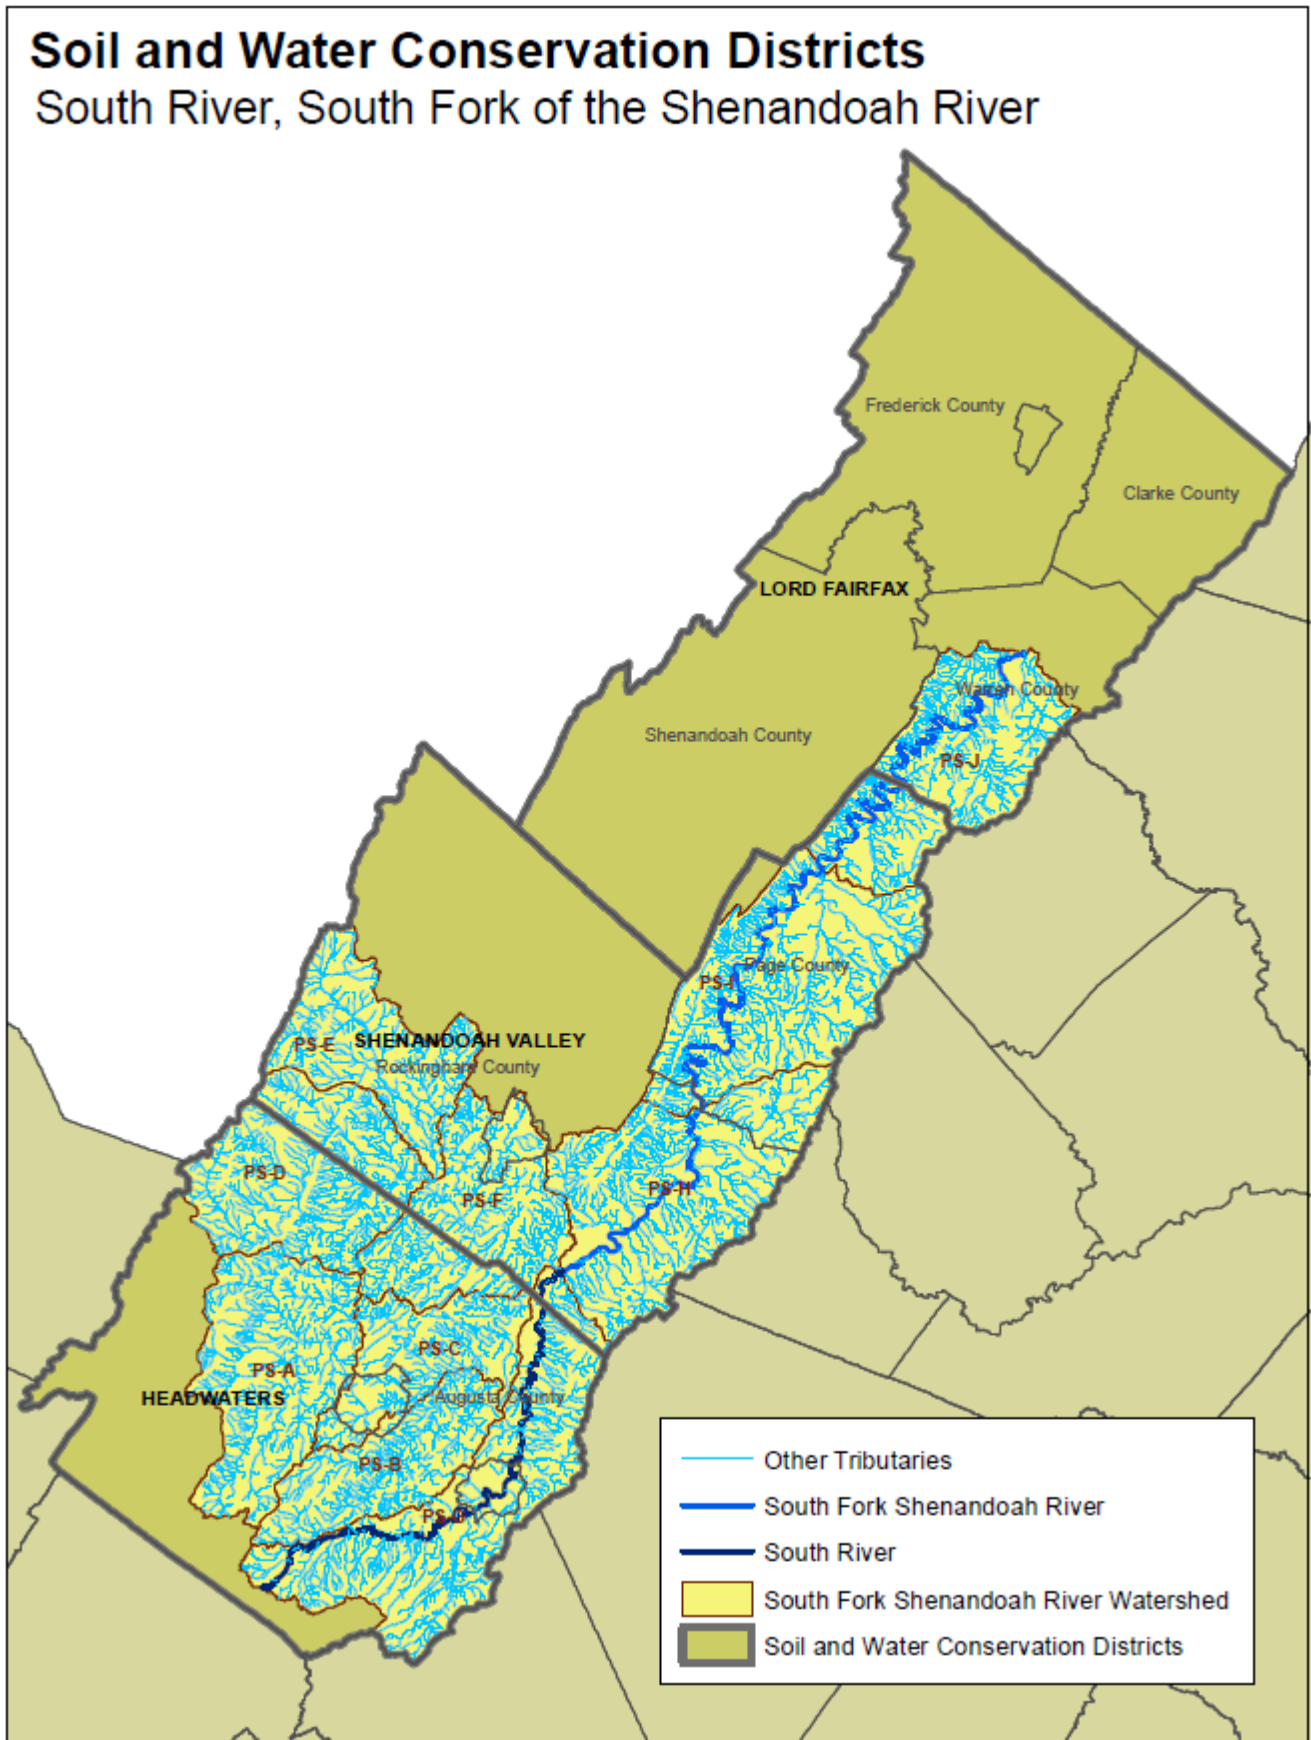 Soil and Water Conservation Districts
South River, South Fork of the Shenandoah River
Frederick County
Clarke County
LORD FAIRFAX
Warren County
Shenandoah County
PS-J
Page County
PS-I
PS-E
SHENANDOAH VALLEY
Rockingham County
PS-D
PS-H
PS-F
PS-C
PS-A
HEADWATERS
Augusta County
PS-B
Other Tributaries
South Fork Shenandoah River
South River
South Fork Shenandoah River Watershed
Soil and Water Conservation Districts